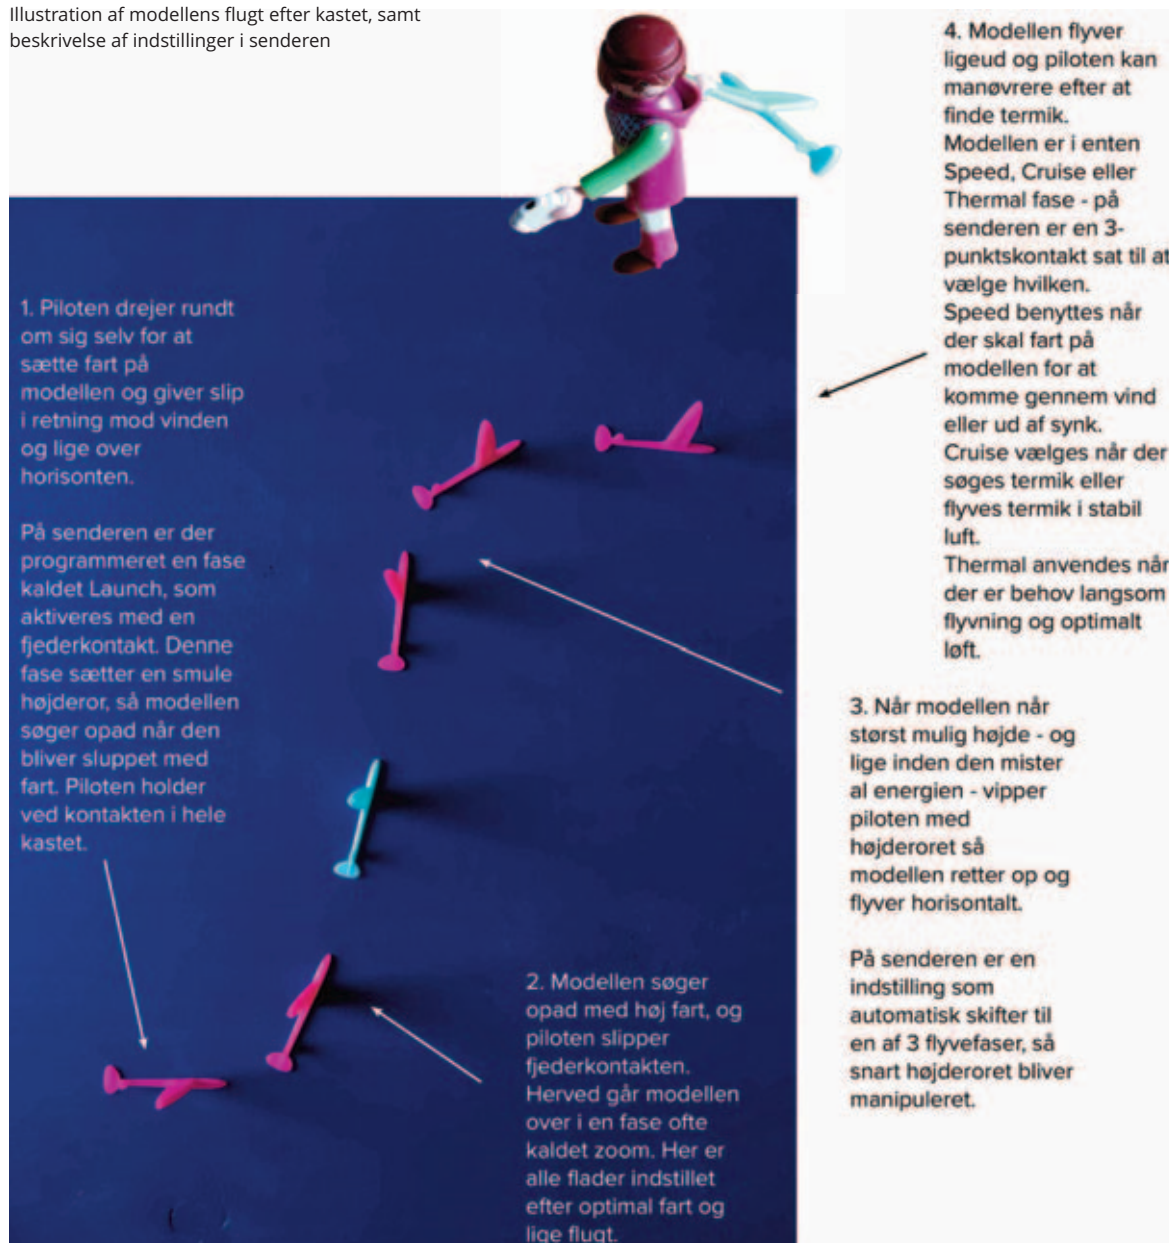 Illustration af modellens flugt efter kastet, samt
beskrivelse af indstillinger i senderen
1. Piloten drejer rundt
om sig selv for at
sætte fart på
modellen og giver slip
i retning mod vinden
og lige over
horisonten.
På senderen er der
programmeret en fase
kaldet Launch, som
aktiveres med en
fjederkontakt. Denne
fase sætter en smule
højderor, så modellen
søger opad når den
bliver sluppet med
fart. Piloten holder
ved kontakten i hele
kastet.
2. Modellen søger
opad med høj fart, og
piloten slipper
fjederkontakten.
Herved går modellen
over i en fase ofte
kaldet zoom. Her er
alle flader indstillet
efter optimal fart og
lige flugt.
3. Når modellen når
størst mulig højde - og
lige inden den mister
al energien - vipper
piloten med
højderoret så
modellen retter op og
flyver horisontalt.
På senderen er en
indstilling som
automatisk skifter til
en af 3 flyvefaser, så
snart højderoret bliver
manipuleret.
4. Modellen flyver
ligeud og piloten kan
manøvrere efter at
finde termik.
Modellen er i enten
Speed, Cruise eller
Thermal fase - på
senderen er en 3-
punktskontakt sat til at
vælge hvilken.
Speed benyttes når
der skal fart på
modellen for at
komme gennem vind
eller ud af synk.
Cruise vælges når der
søges termik eller
flyves termik i stabil
luft.
Thermal anvendes når
der er behov langsom
flyvning og optimalt
løft.